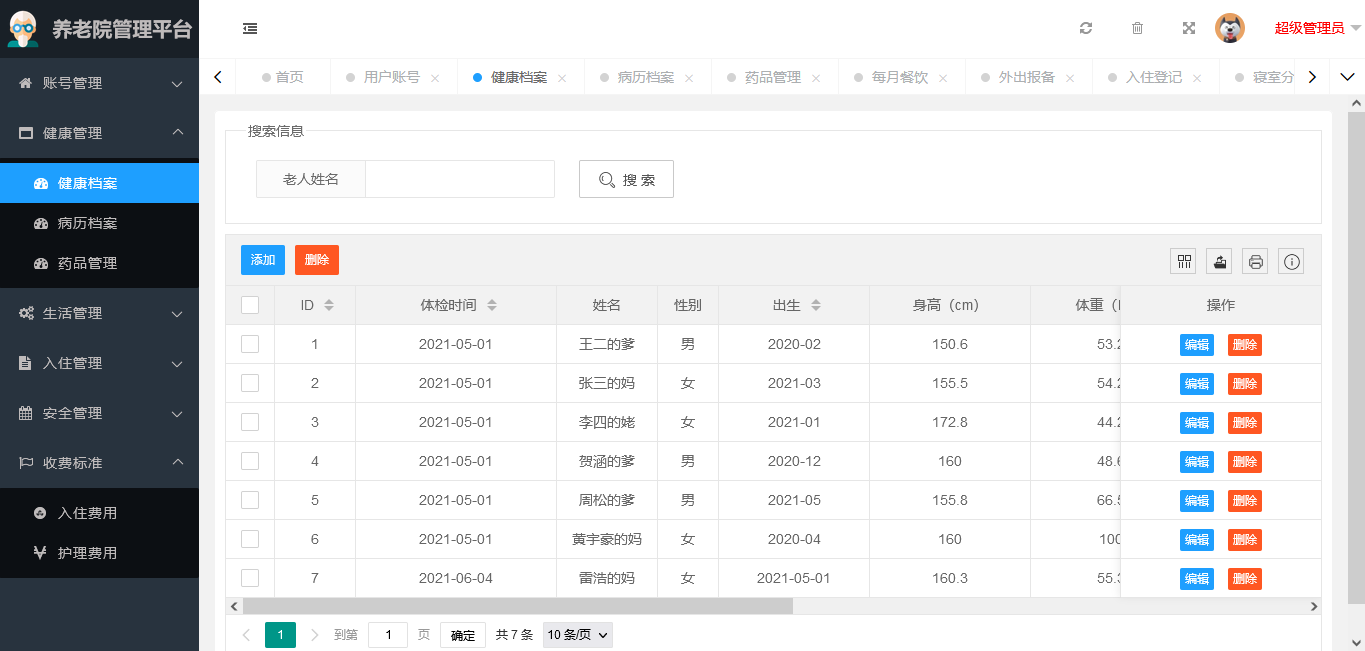 养老院管理平台
超级管理员
首页 用户账号 健康档案 病历档案 药品管理 每月餐饮 外出报备 入住登记 寝室分
账号管理
健康管理
健康档案
病历档案
药品管理
生活管理
入住管理
安全管理
收费标准
入住费用
护理费用
搜索信息
老人姓名 搜 索
添加 删除
ID 体检时间 姓名 性别 出生 身高（cm） 体重（ 操作
1 2021-05-01 王二的爹 男 2020-02 150.6 53.2 编辑 删除
2 2021-05-01 张三的妈 女 2021-03 155.5 54.2 编辑 删除
3 2021-05-01 李四的姥 女 2021-01 172.8 44.2 编辑 删除
4 2021-05-01 贺涵的爹 男 2020-12 160 48.6 编辑 删除
5 2021-05-01 周松的爹 男 2021-05 155.8 66.5 编辑 删除
6 2021-05-01 黄宇豪的妈 女 2020-04 160 100 编辑 删除
7 2021-06-04 雷浩的妈 女 2021-05-01 160.3 55.3 编辑 删除
1 到第 1 页 确定 共 7 条 10 条/页